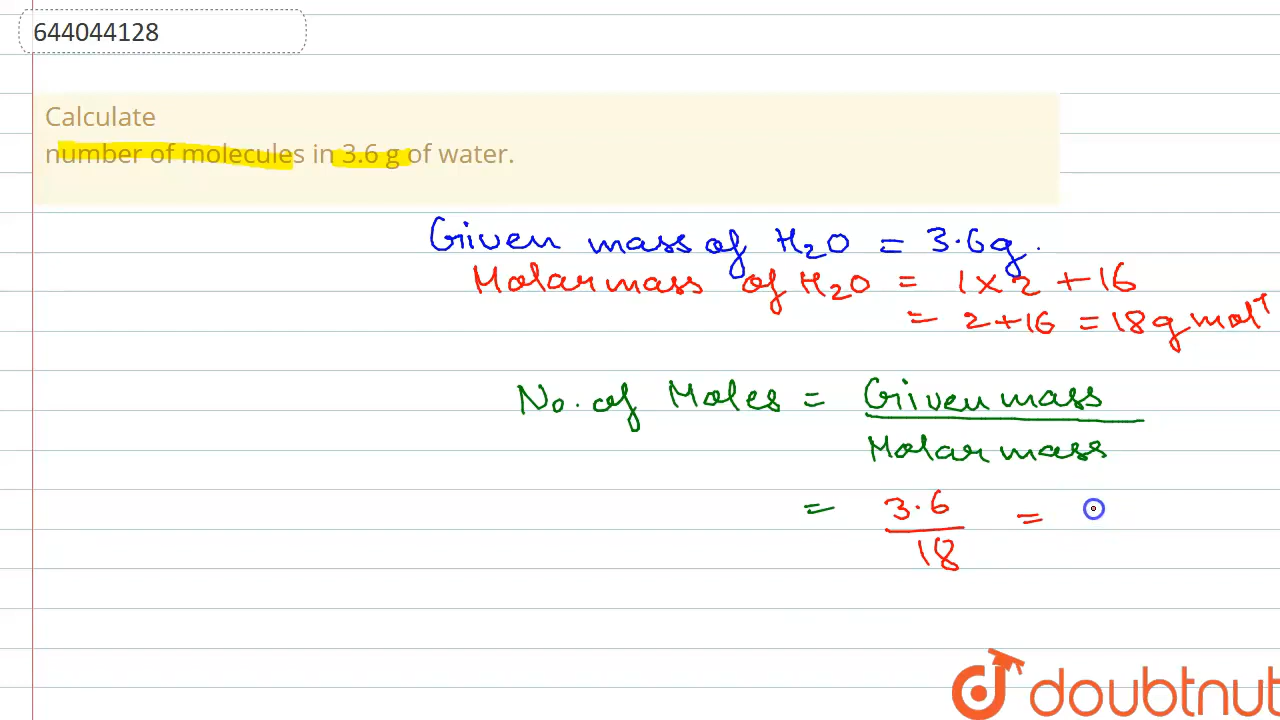 644044128
Calculate
number of molecules in 3.6 g of water.
Given mass of H₂O = 3.6g.
Molar mass of H₂O = 1 × 2 + 16
= 2 + 16 = 18 g mol⁻¹
No. of Moles = Given mass
Molar mass
= 3.6 =
18
doubtnut